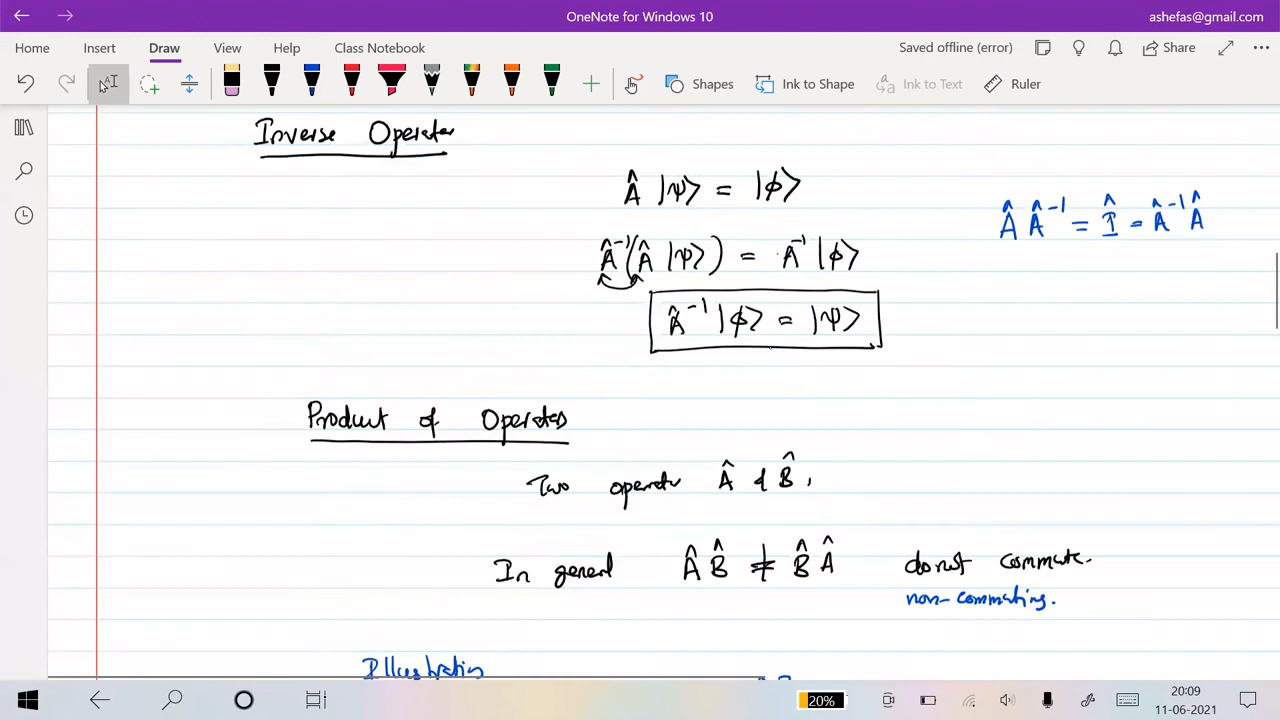 OneNote for Windows 10
ashefas@gmail.com
Home Insert Draw View Help Class Notebook
Saved offline (error) Share
Shapes Ink to Shape Ink to Text Ruler
Inverse Operator
Â |ψ⟩ = |ϕ⟩
Â Â⁻¹ = Î = Â⁻¹ Â
Â⁻¹(Â |ψ⟩) = A⁻¹ |ϕ⟩
Â⁻¹ |ϕ⟩ = |ψ⟩
Product of Operators
Two operator Â & B̂,
In general Â B̂ ≠ B̂ Â do not commute.
non-commuting.
Illustration
20%
20:09
11-06-2021